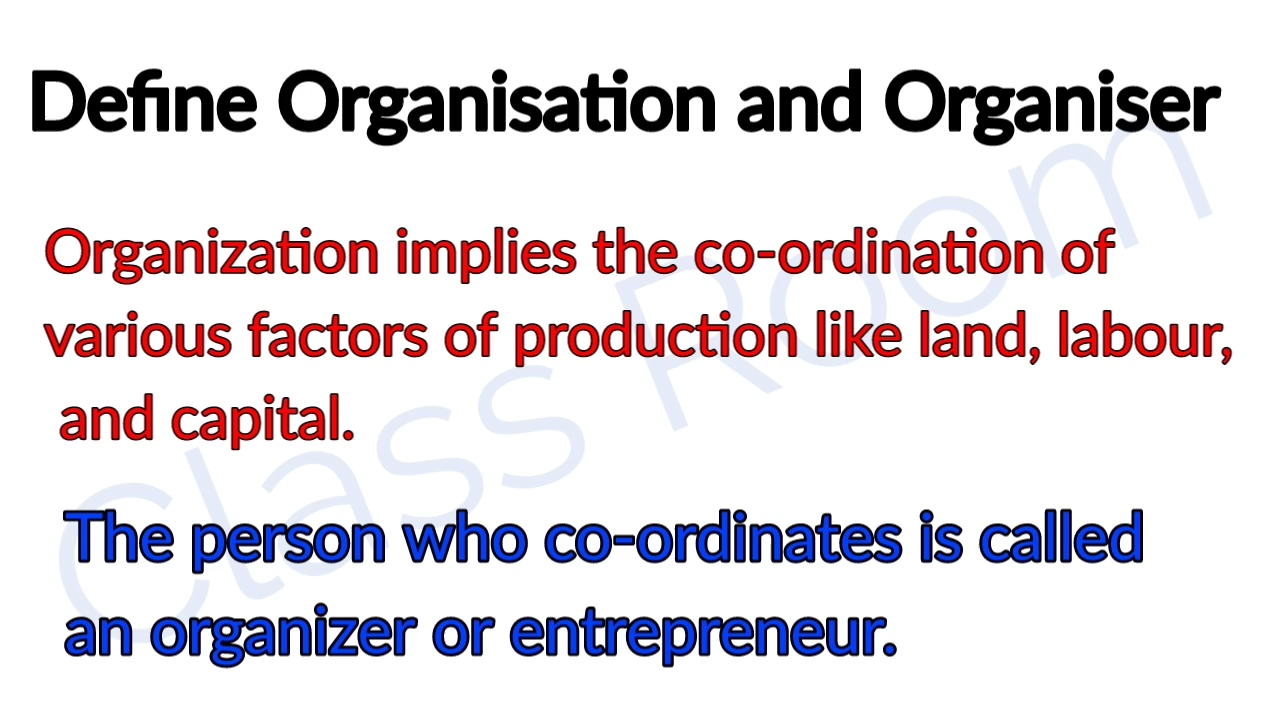 Define Organisation and Organiser
Organization implies the co-ordination of
various factors of production like land, labour,
and capital.
The person who co-ordinates is called
an organizer or entrepreneur.
Class Room